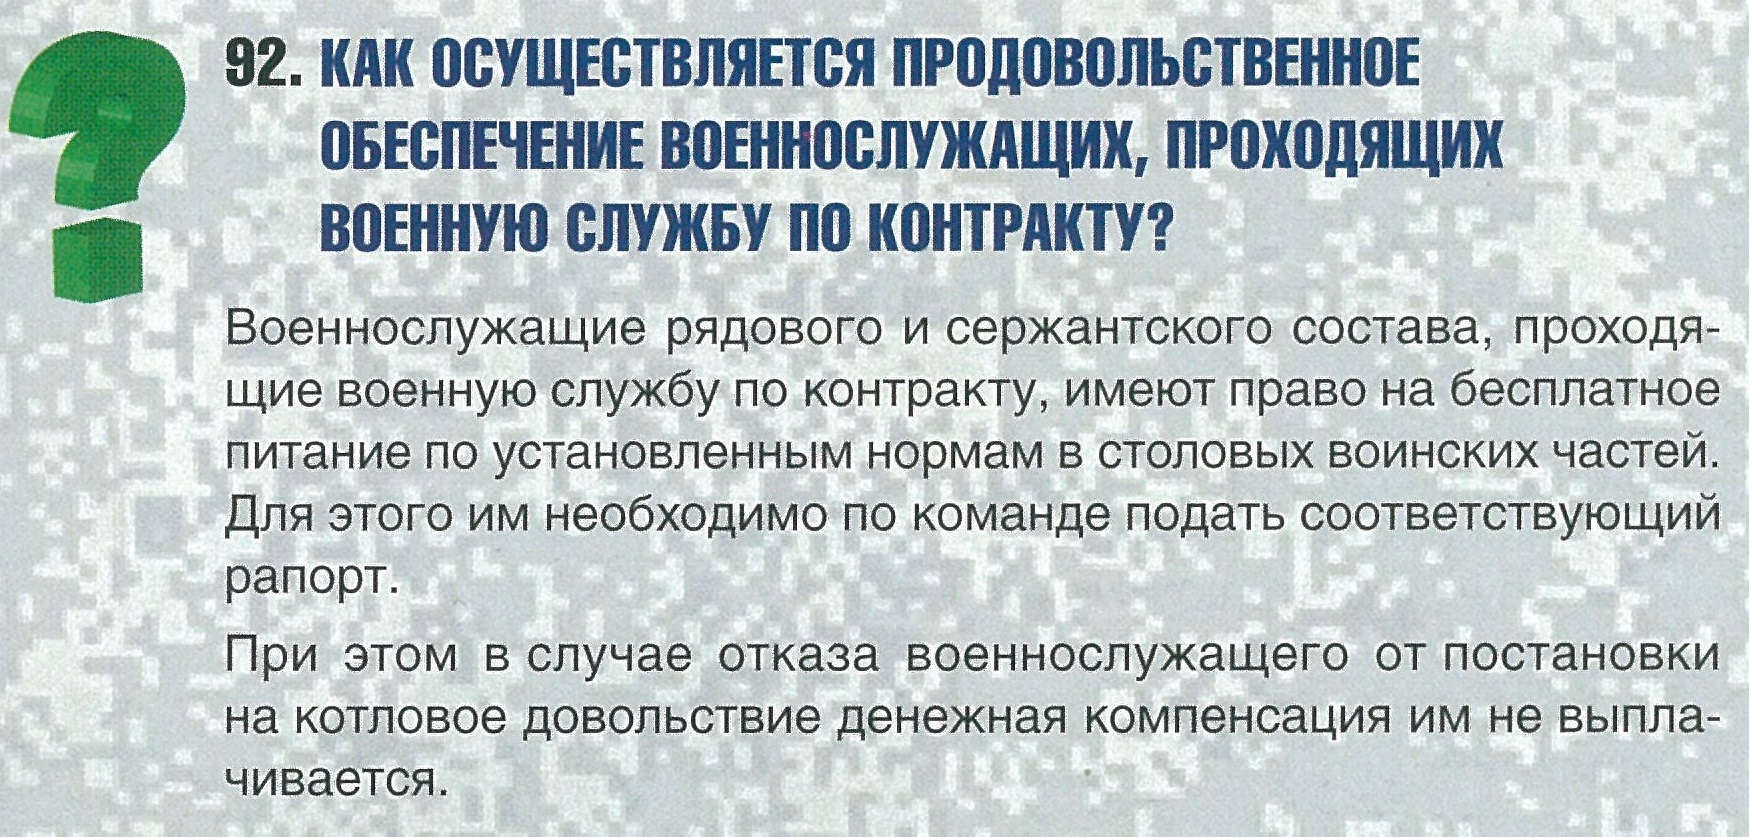 92. КАК ОСУЩЕСТВЛЯЕТСЯ ПРОДОВОЛЬСТВЕННОЕ
ОБЕСПЕЧЕНИЕ ВОЕННОСЛУЖАЩИХ, ПРОХОДЯЩИХ
ВОЕННУЮ СЛУЖБУ ПО КОНТРАКТУ?
Военнослужащие рядового и сержантского состава, проходя-
щие военную службу по контракту, имеют право на бесплатное
питание по установленным нормам в столовых воинских частей.
Для этого им необходимо по команде подать соответствующий
рапорт.
При этом в случае отказа военнослужащего от постановки
на котловое довольствие денежная компенсация им не выпла-
чивается.